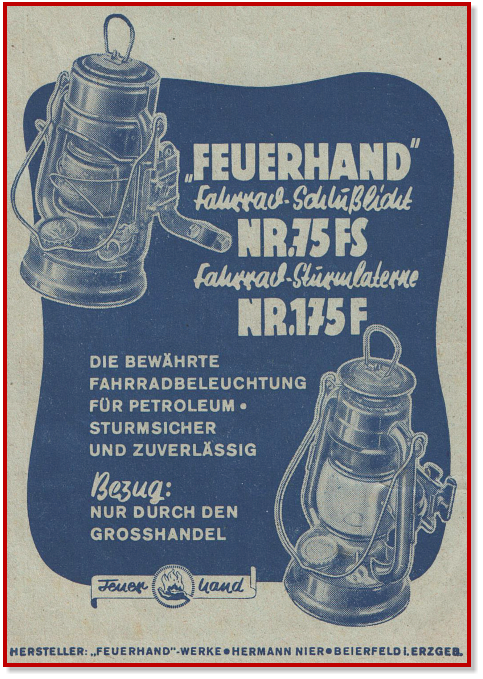 „FEUERHAND"
Fahrrad-Schlußlicht
NR.75 FS
Fahrrad-Sturmlaterne
NR.175 F
DIE BEWÄHRTE
FAHRRADBELEUCHTUNG
FÜR PETROLEUM •
STURMSICHER
UND ZUVERLÄSSIG
Bezug:
NUR DURCH DEN
GROSSHANDEL
Feuer hand
HERSTELLER: „FEUERHAND"-WERKE • HERMANN NIER • BEIERFELD i. ERZGEB.